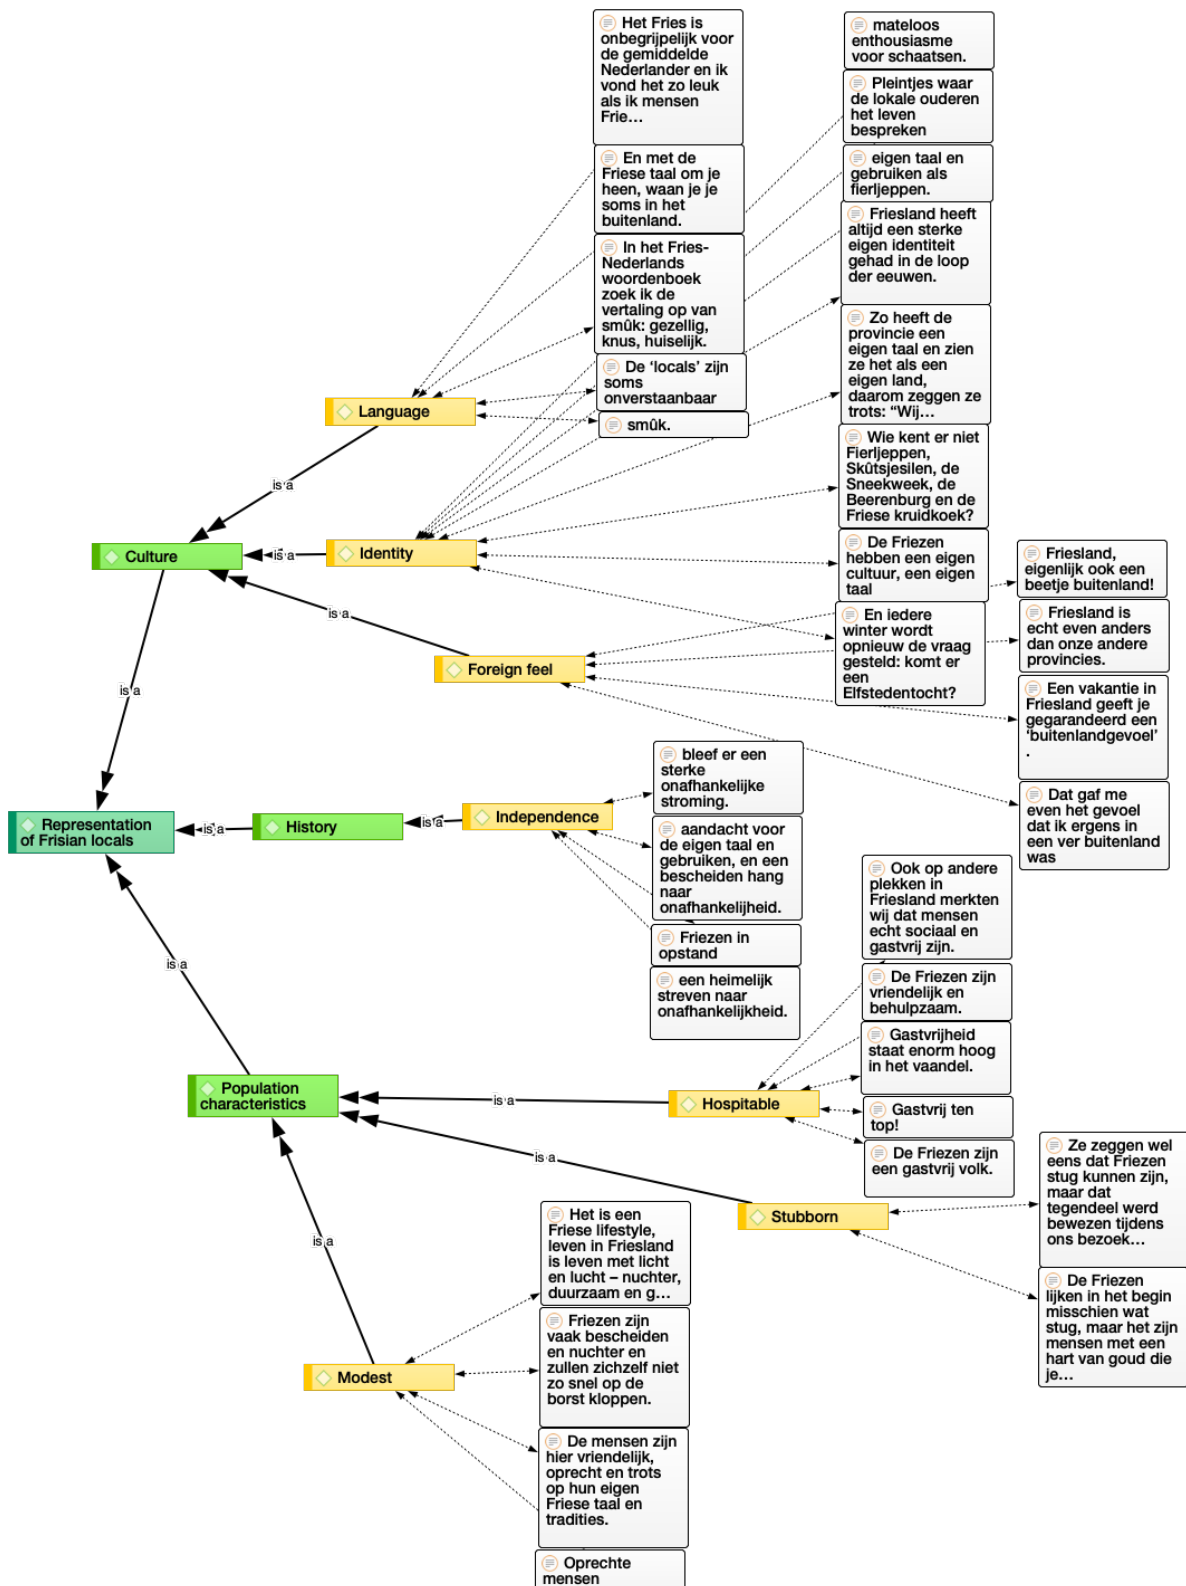 Het Fries is
onbegrijpelijk voor
de gemiddelde
Nederlander en ik
vond het zo leuk
als ik mensen
Frie...
En met de
Friese taal om je
heen, waan je je
soms in het
buitenland.
In het Fries-
Nederlands
woordenboek
zoek ik de
vertaling op van
smûk: gezellig,
knus, huiselijk.
De ‘locals’ zijn
soms
onverstaanbaar
smûk.
mateloos
enthousiasme
voor schaatsen.
Pleintjes waar
de lokale ouderen
het leven
bespreken
eigen taal en
gebruiken als
fierljeppen.
Friesland heeft
altijd een sterke
eigen identiteit
gehad in de loop
der eeuwen.
Zo heeft de
provincie een
eigen taal en zien
ze het als een
eigen land,
daarom zeggen ze
trots: “Wij...
Wie kent er niet
Fierljeppen,
Skûtsjesilen, de
Sneekweek, de
Beerenburg en de
Friese kruidkoek?
De Friezen
hebben een eigen
cultuur, een eigen
taal
En iedere
winter wordt
opnieuw de vraag
gesteld: komt er
een
Elfstedentocht?
Friesland,
eigenlijk ook een
beetje buitenland!
Friesland is
echt even anders
dan onze andere
provincies.
Een vakantie in
Friesland geeft je
gegarandeerd een
‘buitenlandgevoel’
.
Dat gaf me
even het gevoel
dat ik ergens in
een ver buitenland
was
Language
is a
Culture
is a
Identity
is a
Foreign feel
is a
Representation
of Frisian locals
is a
History
is a
Independence
bleef er een
sterke
onafhankelijke
stroming.
aandacht voor
de eigen taal en
gebruiken, en een
bescheiden hang
naar
onafhankelijheid.
Friezen in
opstand
een heimelijk
streven naar
onafhankelijkheid.
is a
Population
characteristics
is a
Hospitable
Ook op andere
plekken in
Friesland merkten
wij dat mensen
echt sociaal en
gastvrij zijn.
De Friezen zijn
vriendelijk en
behulpzaam.
Gastvrijheid
staat enorm hoog
in het vaandel.
Gastvrij ten
top!
De Friezen zijn
een gastvrij volk.
is a
Stubborn
Ze zeggen wel
eens dat Friezen
stug kunnen zijn,
maar dat
tegendeel werd
bewezen tijdens
ons bezoek...
De Friezen
lijken in het begin
misschien wat
stug, maar het zijn
mensen met een
hart van goud die
je...
is a
Modest
Het is een
Friese lifestyle,
leven in Friesland
is leven met licht
en lucht – nuchter,
duurzaam en g...
Friezen zijn
vaak bescheiden
en nuchter en
zullen zichzelf niet
zo snel op de
borst kloppen.
De mensen zijn
hier vriendelijk,
oprecht en trots
op hun eigen
Friese taal en
tradities.
Oprechte
mensen